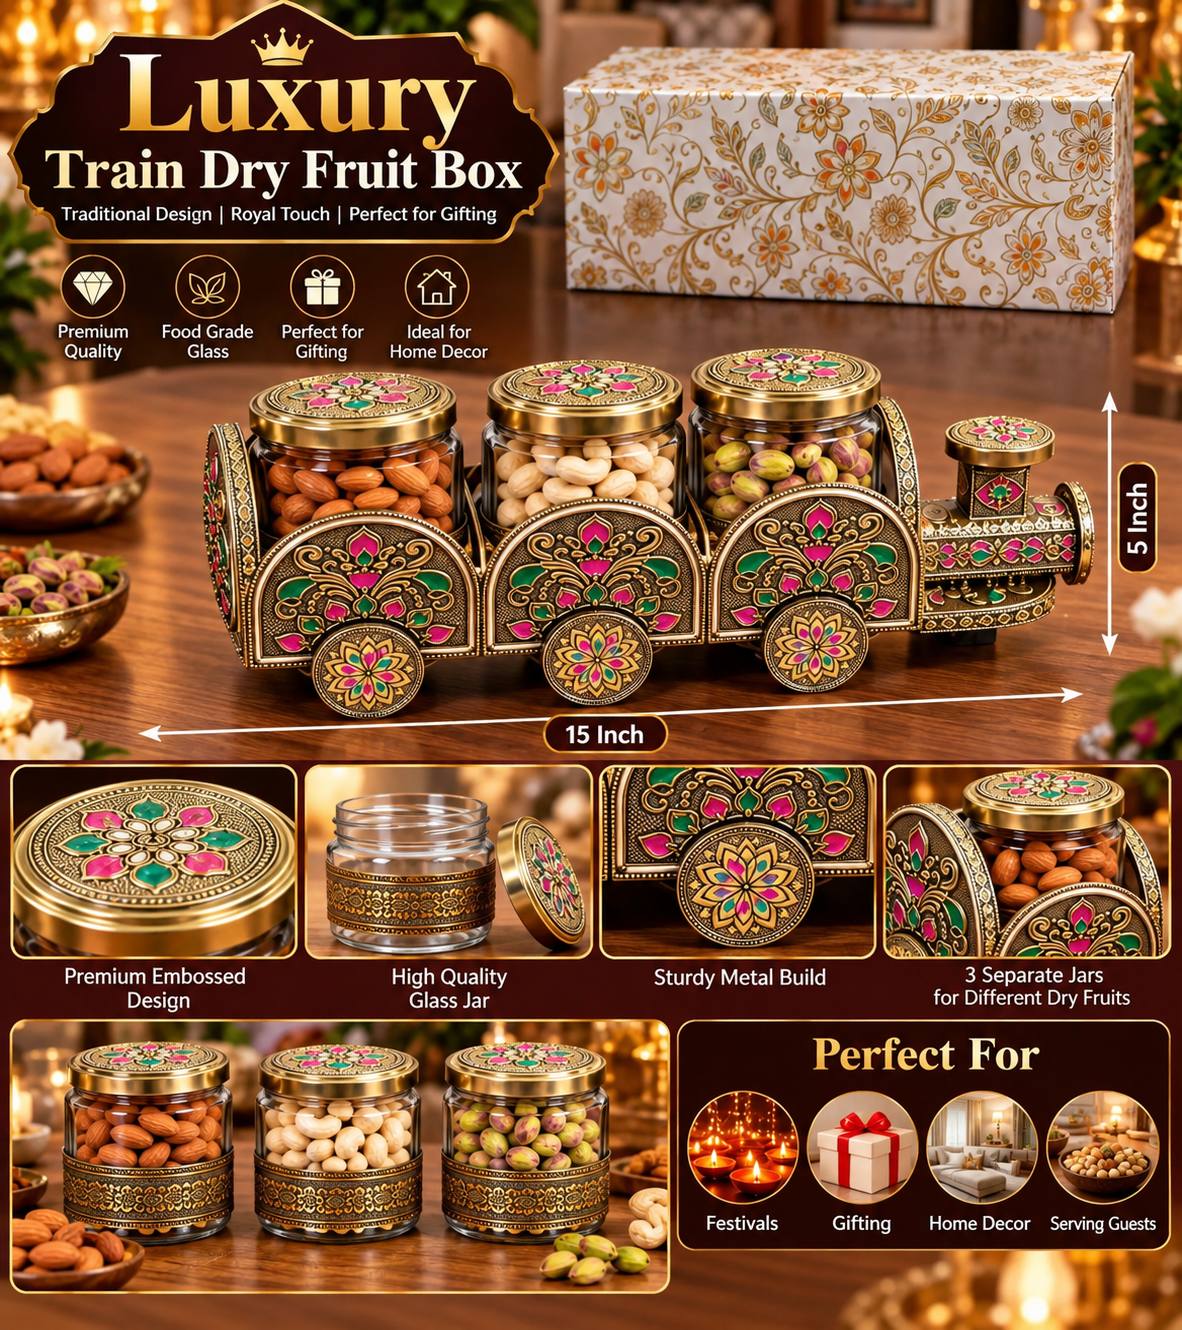 Luxury
Train Dry Fruit Box
Traditional Design | Royal Touch | Perfect for Gifting
Premium
Quality
Food Grade
Glass
Perfect for
Gifting
Ideal for
Home Decor
5 Inch
15 Inch
Premium Embossed
Design
High Quality
Glass Jar
Sturdy Metal Build
3 Separate Jars
for Different Dry Fruits
Perfect For
Festivals
Gifting
Home Decor
Serving Guests